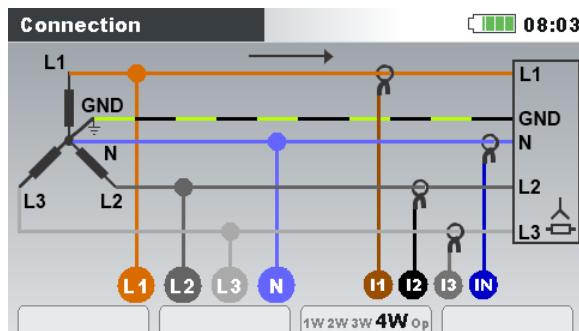 Connection 08:03
L1 L1
GND GND
N N
L3 L2 L2
L3
L1 L2 L3 N I1 I2 I3 IN
1W 2W 3W 4W Op